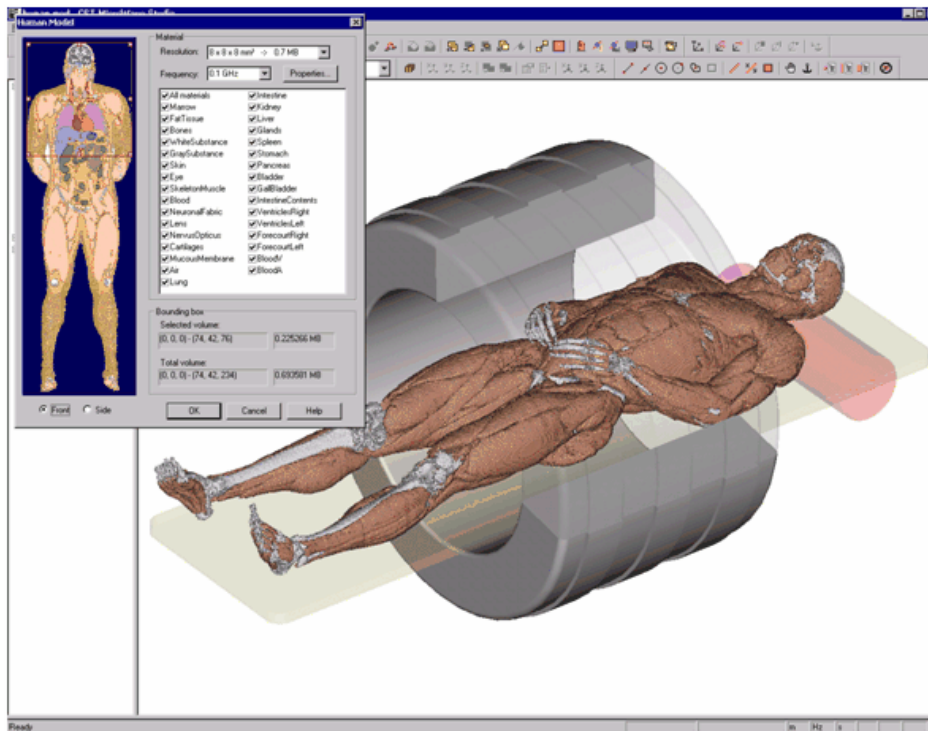 Human Model
Material
Resolution: 8 x 8 x 8 mm³ -> 0.7 MB
Frequency: 0.1 GHz Properties...
All materials Intestine
Marrow Kidney
FatTissue Liver
Bones Glands
WhiteSubstance Spleen
GraySubstance Stomach
Skin Pancreas
Eye Bladder
SkeletonMuscle GallBladder
Blood IntestineContents
NeuronalFabric VentriclesRight
Lens VentriclesLeft
NervusOpticus ForecourtRight
Cartilages ForecourtLeft
MucousMembrane BloodV
Air BloodA
Lung
Bounding box
Selected volume:
(0, 0, 0) - (74, 42, 76) 0.225266 MB
Total volume:
(0, 0, 0) - (74, 42, 234) 0.693581 MB
Front Side OK Cancel Help
Ready m Hz s